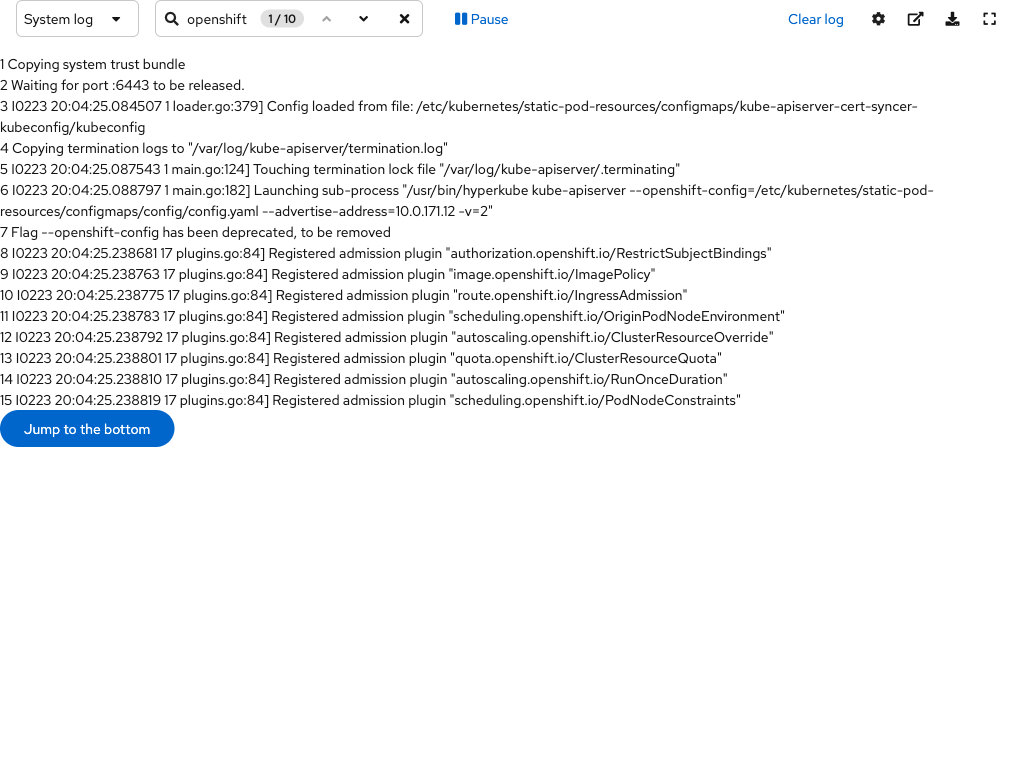 System log openshift 1 / 10 Pause Clear log
1 Copying system trust bundle
2 Waiting for port :6443 to be released.
3 I0223 20:04:25.084507 1 loader.go:379] Config loaded from file: /etc/kubernetes/static-pod-resources/configmaps/kube-apiserver-cert-syncer-
kubeconfig/kubeconfig
4 Copying termination logs to "/var/log/kube-apiserver/termination.log"
5 I0223 20:04:25.087543 1 main.go:124] Touching termination lock file "/var/log/kube-apiserver/.terminating"
6 I0223 20:04:25.088797 1 main.go:182] Launching sub-process "/usr/bin/hyperkube kube-apiserver --openshift-config=/etc/kubernetes/static-pod-
resources/configmaps/config/config.yaml --advertise-address=10.0.171.12 -v=2"
7 Flag --openshift-config has been deprecated, to be removed
8 I0223 20:04:25.238681 17 plugins.go:84] Registered admission plugin "authorization.openshift.io/RestrictSubjectBindings"
9 I0223 20:04:25.238763 17 plugins.go:84] Registered admission plugin "image.openshift.io/ImagePolicy"
10 I0223 20:04:25.238775 17 plugins.go:84] Registered admission plugin "route.openshift.io/IngressAdmission"
11 I0223 20:04:25.238783 17 plugins.go:84] Registered admission plugin "scheduling.openshift.io/OriginPodNodeEnvironment"
12 I0223 20:04:25.238792 17 plugins.go:84] Registered admission plugin "autoscaling.openshift.io/ClusterResourceOverride"
13 I0223 20:04:25.238801 17 plugins.go:84] Registered admission plugin "quota.openshift.io/ClusterResourceQuota"
14 I0223 20:04:25.238810 17 plugins.go:84] Registered admission plugin "autoscaling.openshift.io/RunOnceDuration"
15 I0223 20:04:25.238819 17 plugins.go:84] Registered admission plugin "scheduling.openshift.io/PodNodeConstraints"
Jump to the bottom